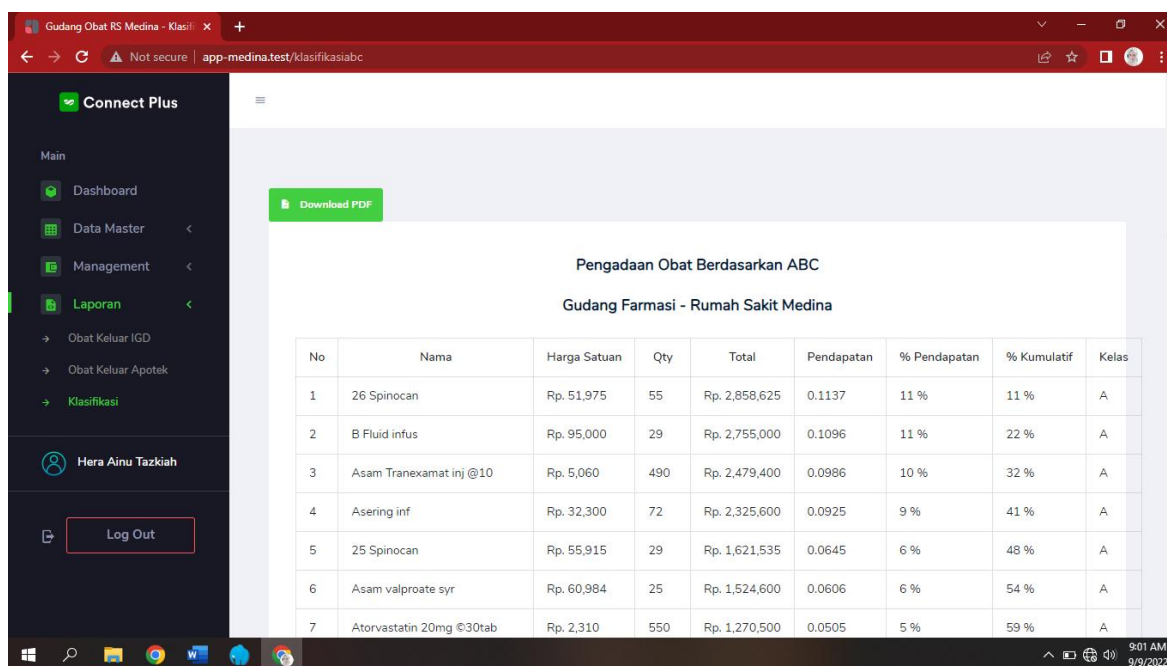 Gudang Obat RS Medina - Klasifi
Not secure | app-medina.test/klasifikasiabc
Connect Plus
Main
Dashboard
Data Master
Management
Laporan
Obat Keluar IGD
Obat Keluar Apotek
Klasifikasi
Hera Ainu Tazkiah
Log Out
Download PDF
Pengadaan Obat Berdasarkan ABC
Gudang Farmasi - Rumah Sakit Medina
No Nama Harga Satuan Qty Total Pendapatan % Pendapatan % Kumulatif Kelas
1 26 Spinocan Rp. 51,975 55 Rp. 2,858,625 0.1137 11 % 11 % A
2 B Fluid infus Rp. 95,000 29 Rp. 2,755,000 0.1096 11 % 22 % A
3 Asam Tranexamat inj @10 Rp. 5,060 490 Rp. 2,479,400 0.0986 10 % 32 % A
4 Asering inf Rp. 32,300 72 Rp. 2,325,600 0.0925 9 % 41 % A
5 25 Spinocan Rp. 55,915 29 Rp. 1,621,535 0.0645 6 % 48 % A
6 Asam valproate syr Rp. 60,984 25 Rp. 1,524,600 0.0606 6 % 54 % A
7 Atorvastatin 20mg ©30tab Rp. 2,310 550 Rp. 1,270,500 0.0505 5 % 59 % A
9:01 AM
9/9/2022